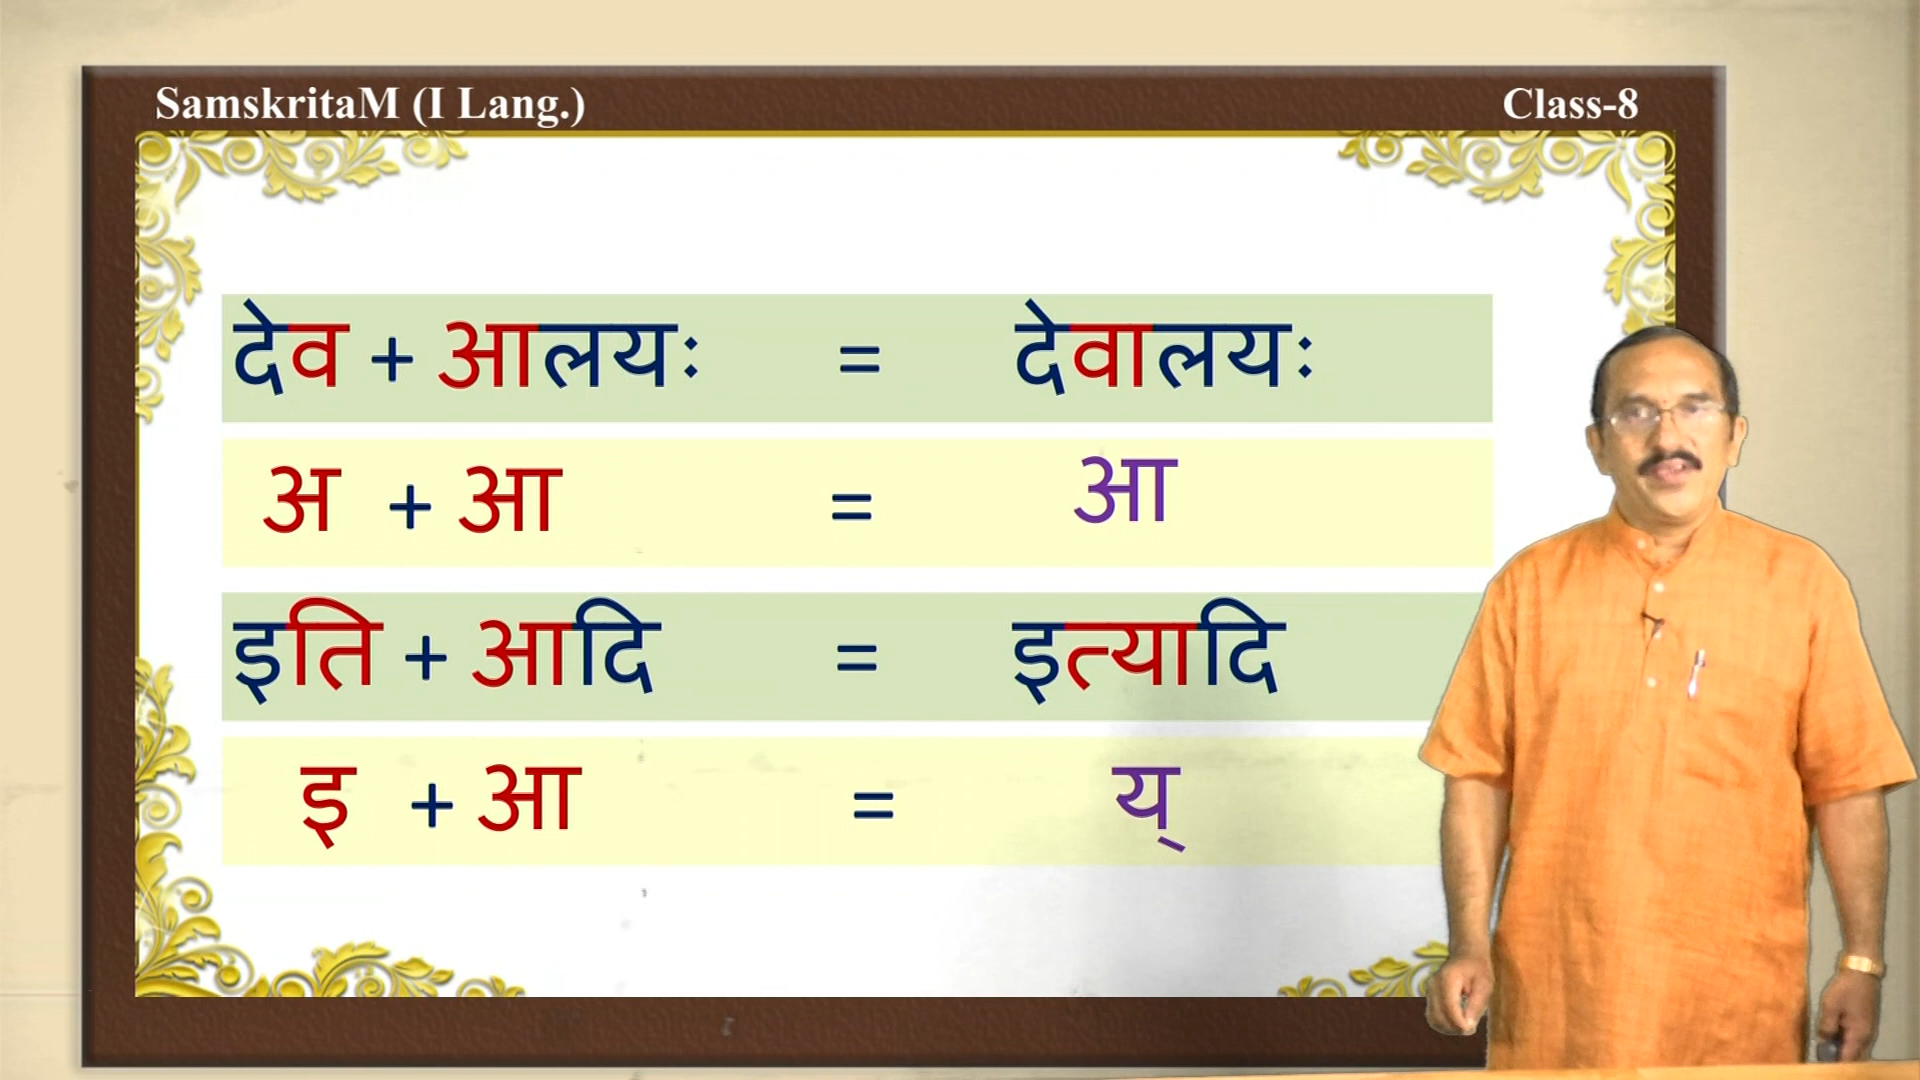 SamskritaM (I Lang.) Class-8
देव + आलयः = देवालयः
अ + आ = आ
इति + आदि = इत्यादि
इ + आ = य्